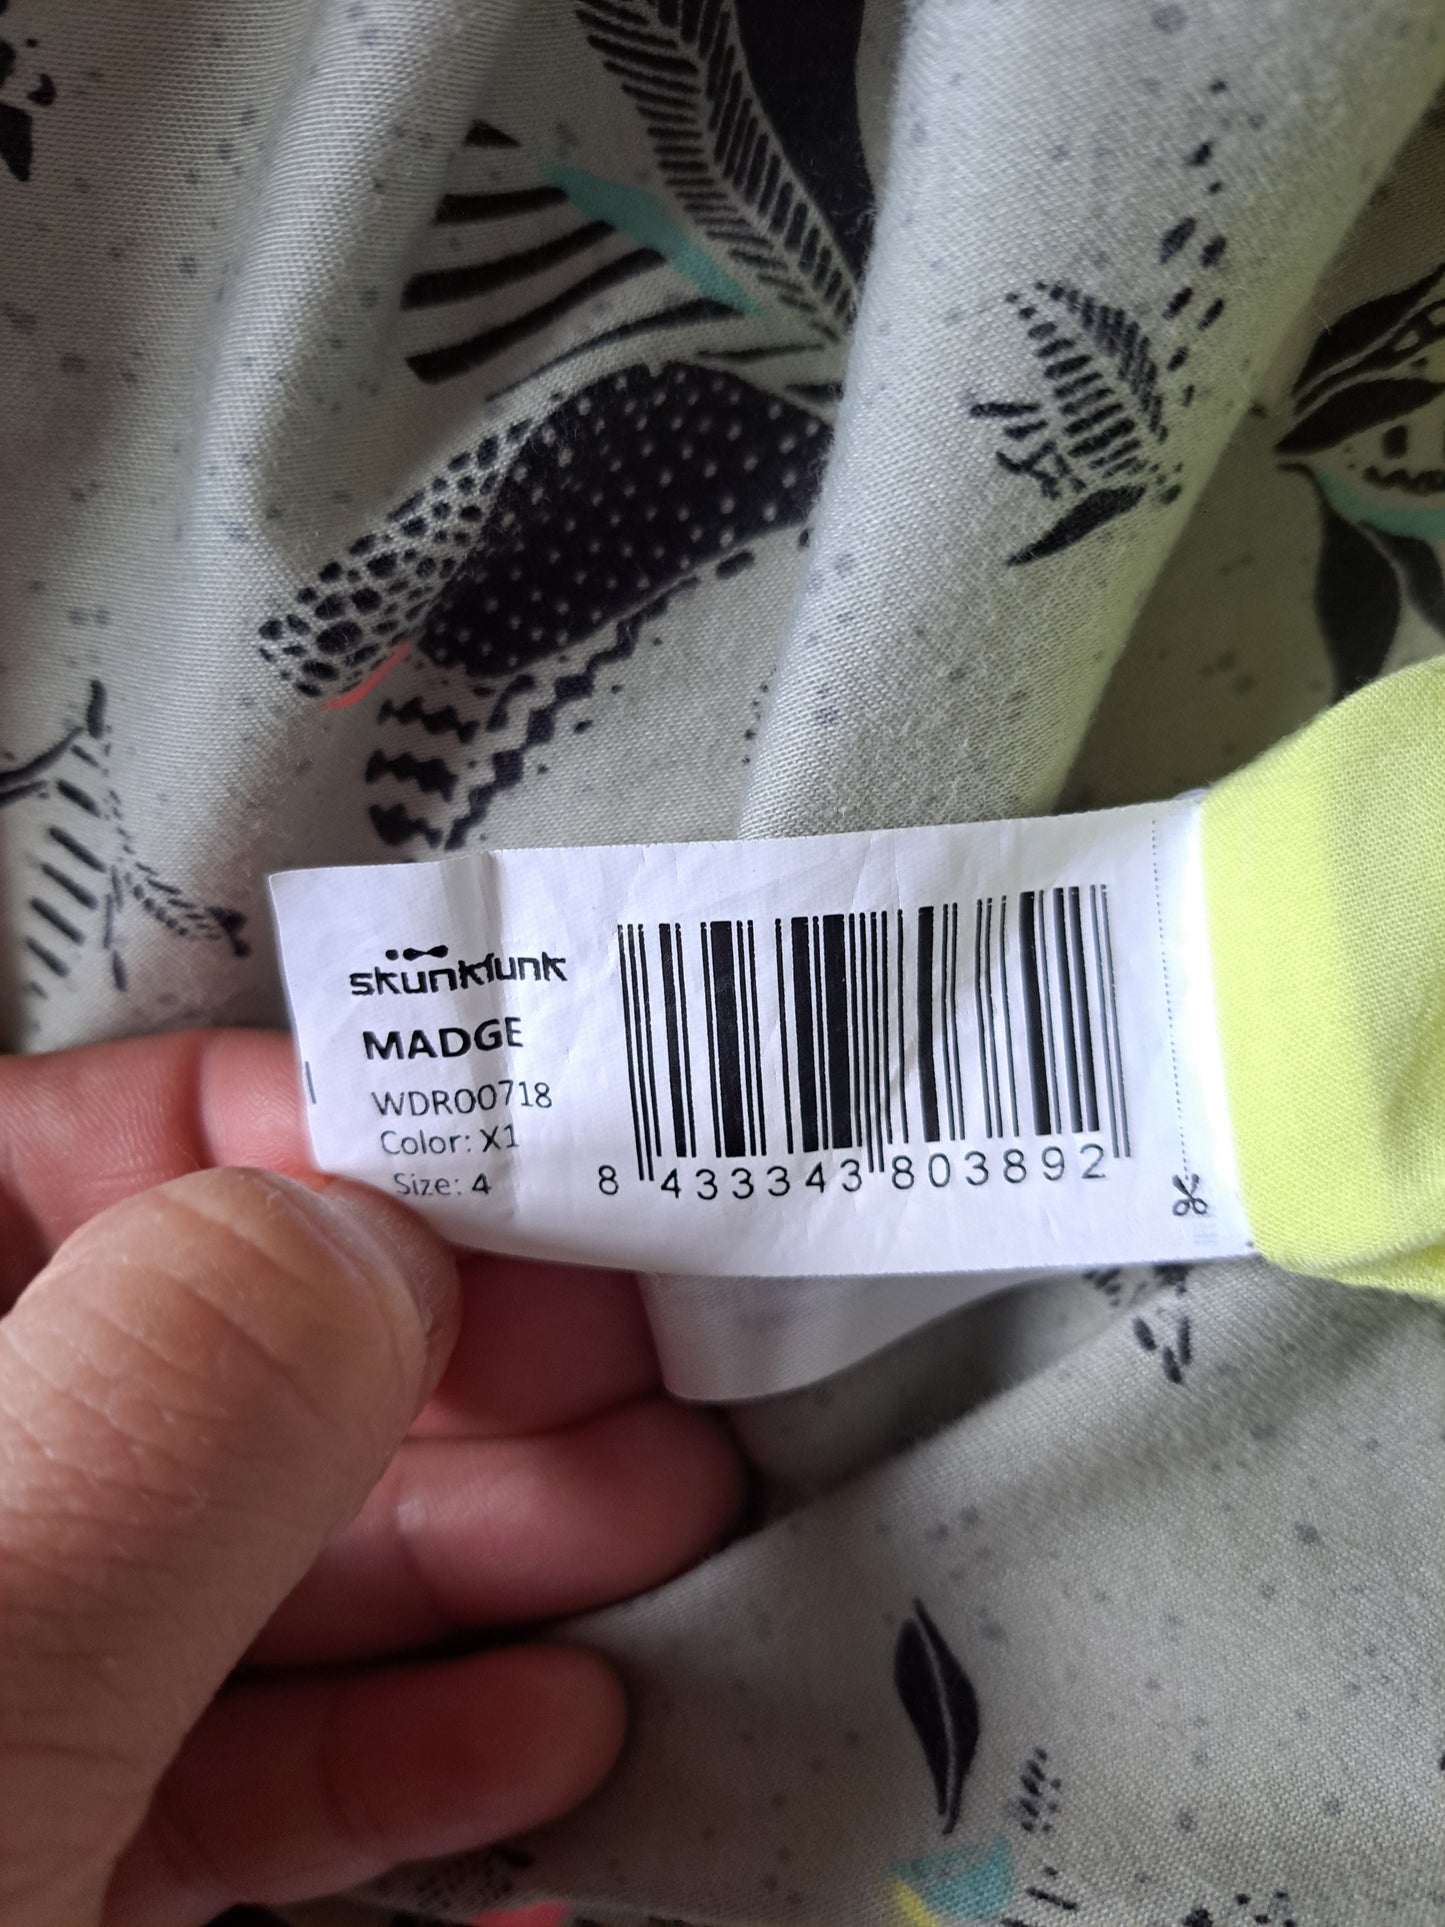 skunkfunk
MADGE
WDR00718
Color: X1
Size: 4
8 433343 803892